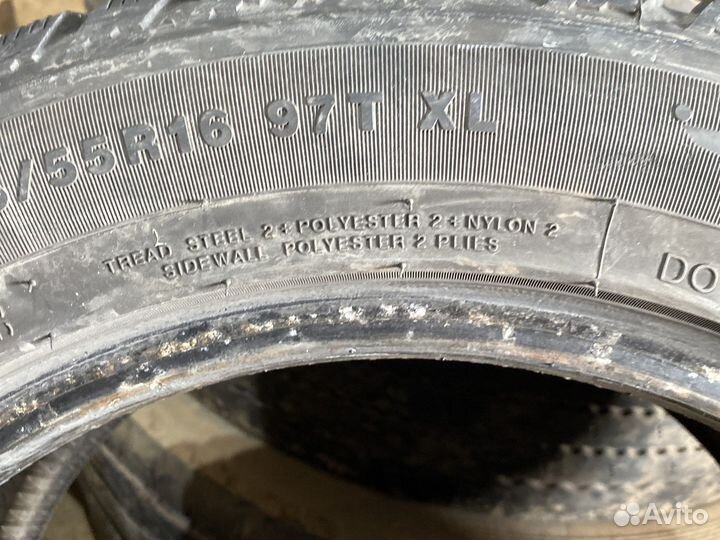 /55R16 97T XL
TREAD STEEL 2+POLYESTER 2+NYLON 2
SIDEWALL POLYESTER 2 PLIES
DO
Avito